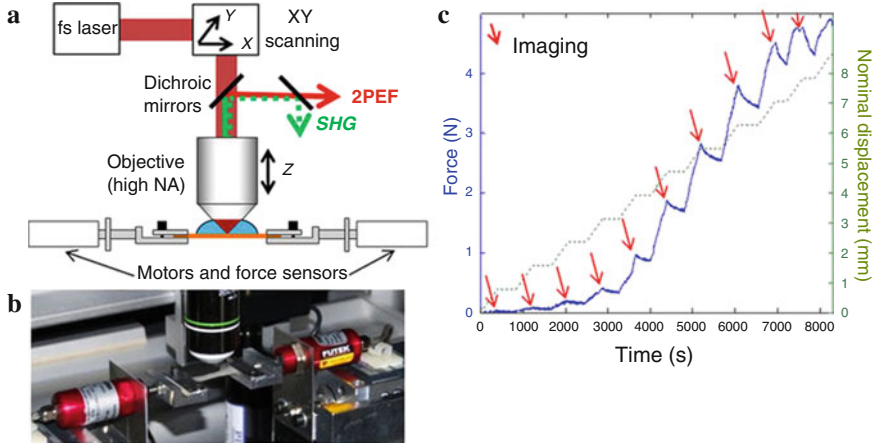 a
fs laser
Y
X
XY
scanning
Dichroic
mirrors
2PEF
SHG
Objective
(high NA)
Z
Motors and force sensors
b
FUTEK
c
Imaging
Force (N)
4
3
2
1
0
Nominal displacement (mm)
8
7
6
5
4
3
2
1
0
0 1000 2000 3000 4000 5000 6000 7000 8000
Time (s)